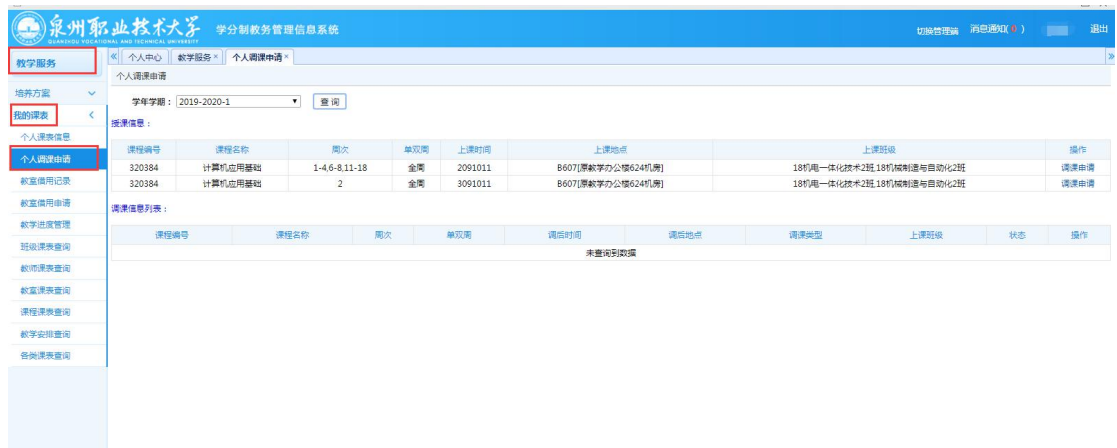 泉州职业技术大学 学分制教务管理信息系统 切换管理端 消息通知( 0 ) 退出
QUANZHOU VOCATIONAL AND TECHNICAL UNIVERSITY
教学服务
« 个人中心 教学服务 × 个人调课申请 × »
个人调课申请
培养方案
学年学期： 2019-2020-1 查 询
我的课表
授课信息：
个人课表信息
课程编号 课程名称 周次 单双周 上课时间 上课地点 上课班级 操作
个人调课申请
320384 计算机应用基础 1-4,6-8,11-18 全周 2091011 B607[原教学办公楼624机房] 18机电一体化技术2班,18机械制造与自动化2班 调课申请
320384 计算机应用基础 2 全周 3091011 B607[原教学办公楼624机房] 18机电一体化技术2班,18机械制造与自动化2班 调课申请
教室借用记录
教室借用申请
调课信息列表：
教学进度管理
课程编号 课程名称 周次 单双周 调后时间 调后地点 调课类型 上课班级 状态 操作
班级课表查询
未查询到数据
教师课表查询
教室课表查询
课程课表查询
教学安排查询
各类课表查询